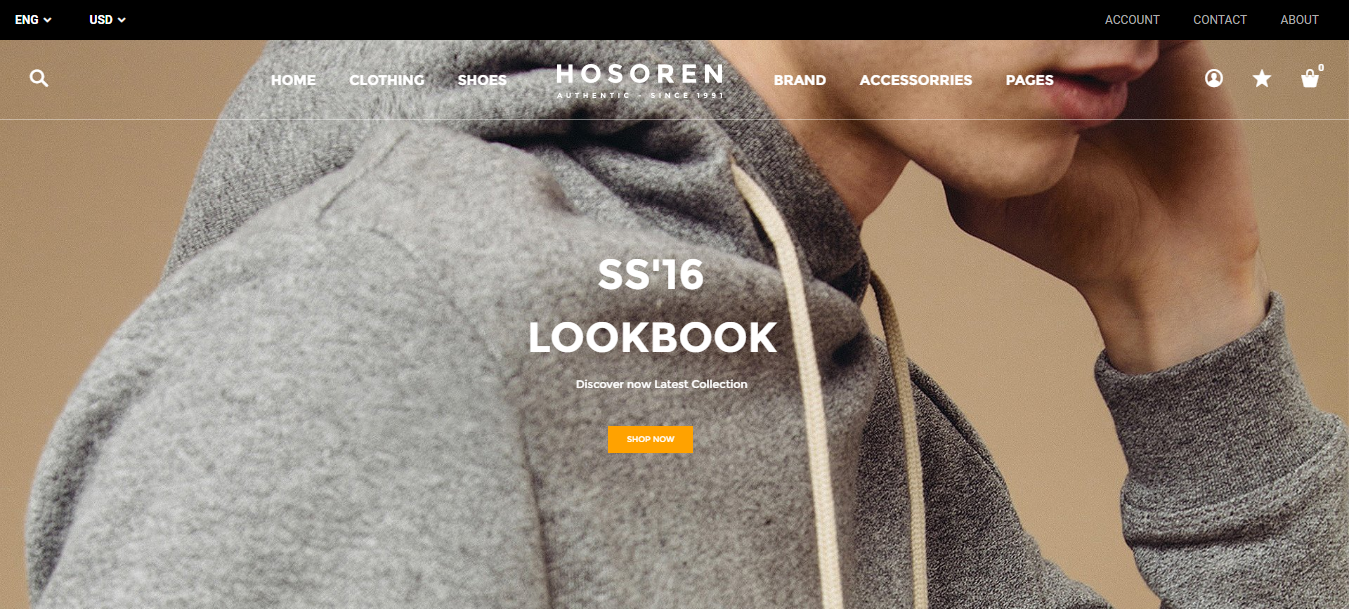 ENG USD ACCOUNT CONTACT ABOUT
HOME CLOTHING SHOES HOSOREN BRAND ACCESSORRIES PAGES 0
AUTHENTIC - SINCE 1991
SS'16
LOOKBOOK
Discover now Latest Collection
SHOP NOW